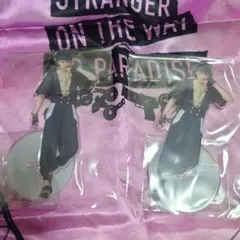 STRANGER
ON THE WAY
PARADISE